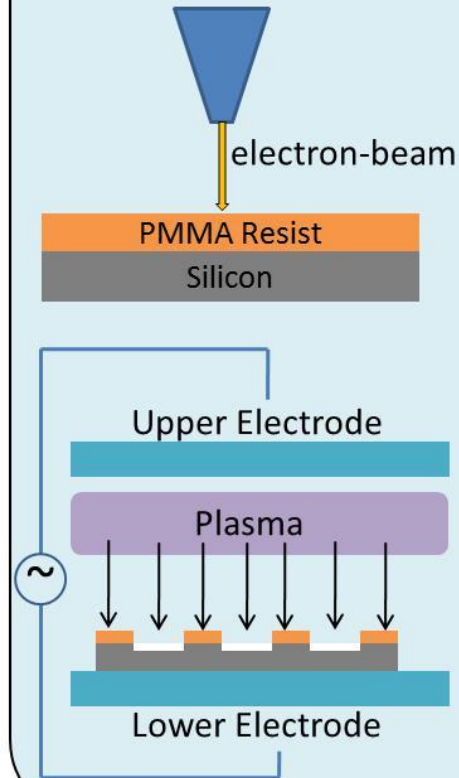 electron-beam
PMMA Resist
Silicon
Upper Electrode
Plasma
~
Lower Electrode